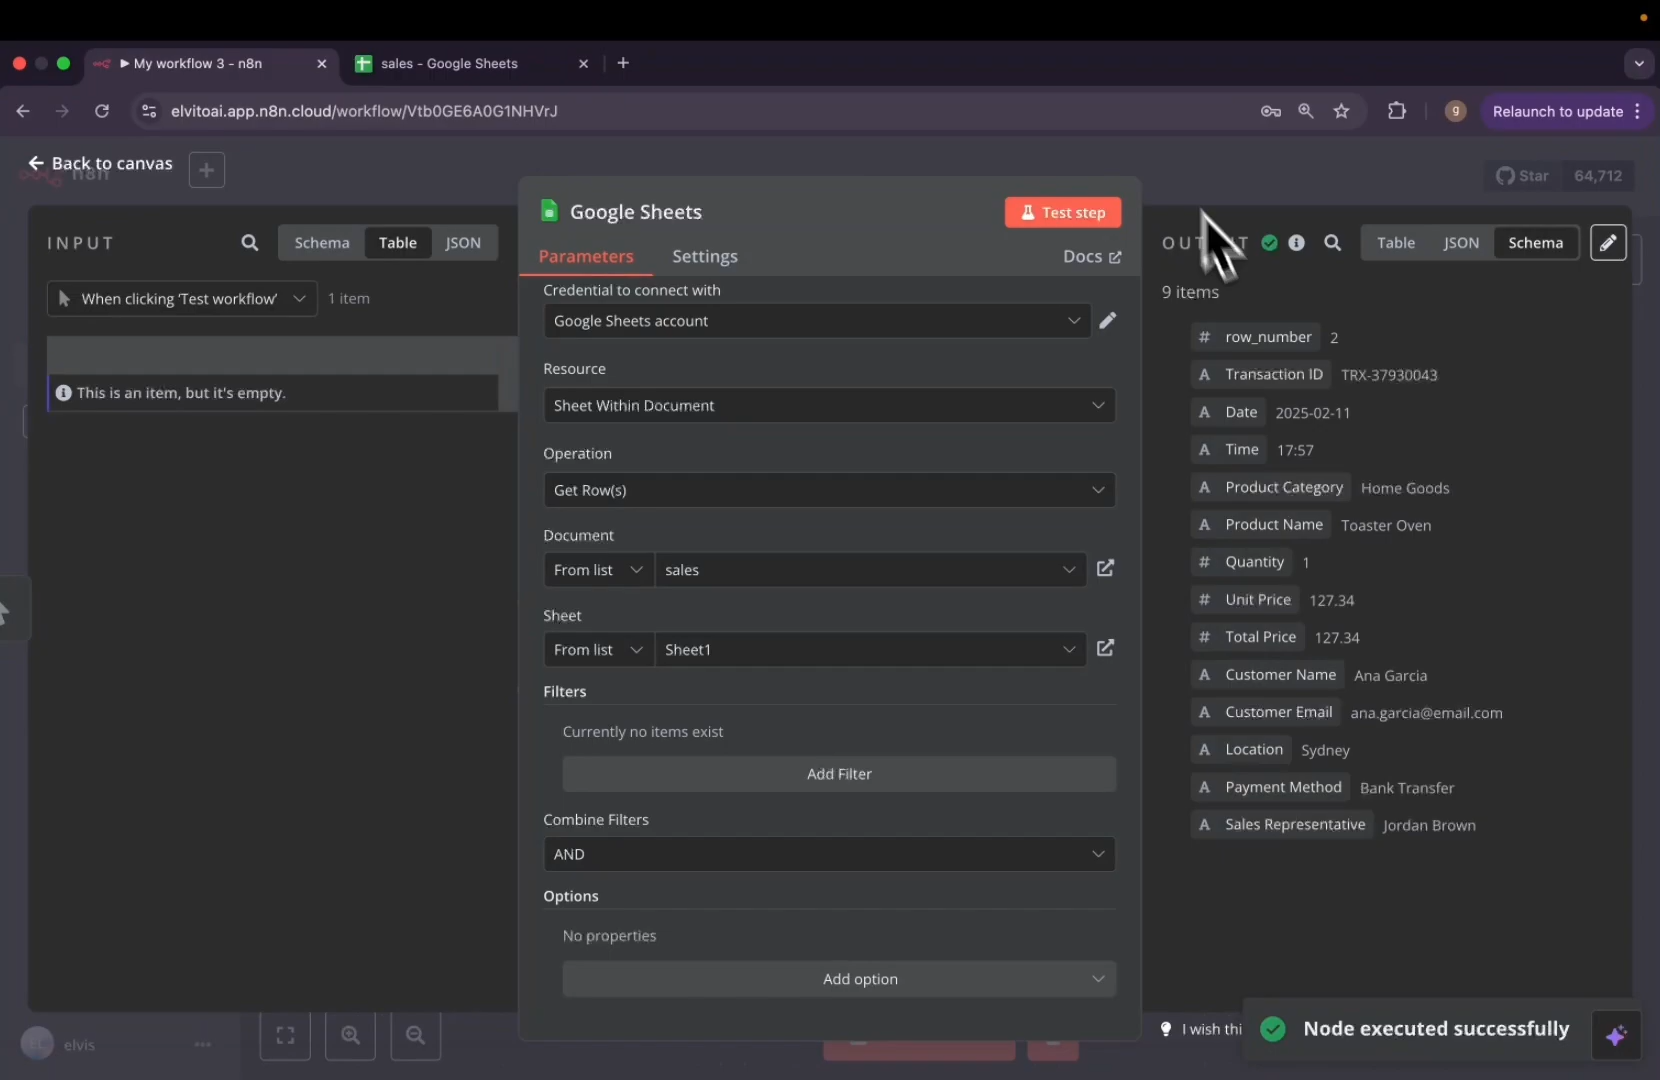 My workflow 3 - n8n
sales - Google Sheets
elvitoai.app.n8n.cloud/workflow/Vtb0GE6A0G1NHVrJ
g
Relaunch to update
Back to canvas
n8n
Star 64,712
INPUT
Schema Table JSON
When clicking 'Test workflow' 1 item
This is an item, but it's empty.
Google Sheets
Test step
Parameters Settings Docs
Credential to connect with
Google Sheets account
Resource
Sheet Within Document
Operation
Get Row(s)
Document
From list sales
Sheet
From list Sheet1
Filters
Currently no items exist
Add Filter
Combine Filters
AND
Options
No properties
Add option
Table JSON Schema
9 items
# row_number 2
A Transaction ID TRX-37930043
A Date 2025-02-11
A Time 17:57
A Product Category Home Goods
A Product Name Toaster Oven
# Quantity 1
# Unit Price 127.34
# Total Price 127.34
A Customer Name Ana Garcia
A Customer Email ana.garcia@email.com
A Location Sydney
A Payment Method Bank Transfer
A Sales Representative Jordan Brown
elvis
I wish thi
Node executed successfully